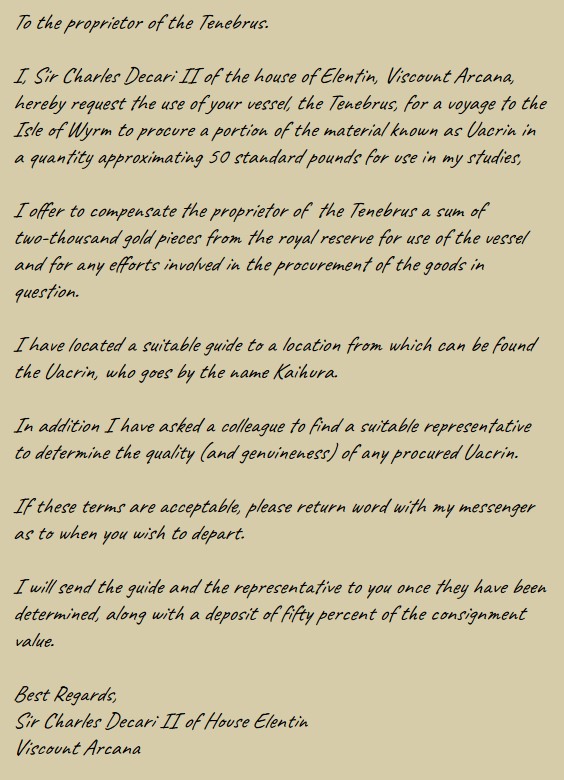 To the proprietor of the Tenebrus.
I, Sir Charles Decari II of the house of Elentin, Viscount Arcana,
hereby request the use of your vessel, the Tenebrus, for a voyage to the
Isle of Wyrm to procure a portion of the material known as Uacrin in
a quantity approximating 50 standard pounds for use in my studies,
I offer to compensate the proprietor of the Tenebrus a sum of
two-thousand gold pieces from the royal reserve for use of the vessel
and for any efforts involved in the procurement of the goods in
question.
I have located a suitable guide to a location from which can be found
the Uacrin, who goes by the name Kaihura.
In addition I have asked a colleague to find a suitable representative
to determine the quality (and genuineness) of any procured Uacrin.
If these terms are acceptable, please return word with my messenger
as to when you wish to depart.
I will send the guide and the representative to you once they have been
determined, along with a deposit of fifty percent of the consignment
value.
Best Regards,
Sir Charles Decari II of House Elentin
Viscount Arcana